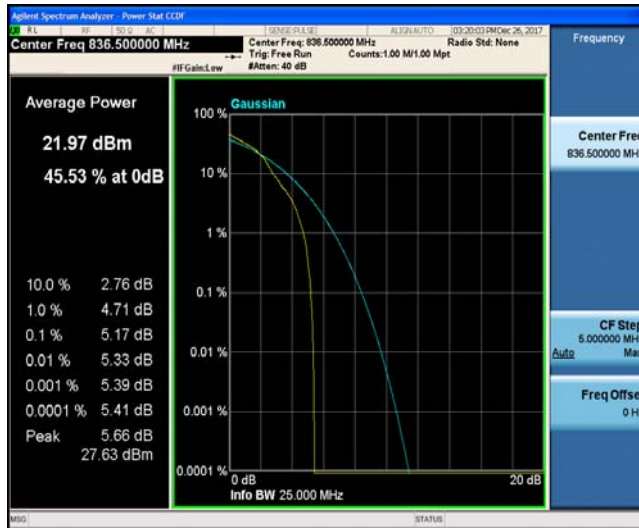 Agilent Spectrum Analyzer - Power Stat CCDF
RL RF 50 Ω AC SENSE:PULSE ALIGN AUTO 03:20:03 PM Dec 26, 2017
Center Freq 836.500000 MHz
Center Freq: 836.500000 MHz Radio Std: None
Trig: Free Run Counts:1.00 M/1.00 Mpt
#IFGain:Low #Atten: 40 dB
Frequency
Average Power
21.97 dBm
45.53 % at 0dB
10.0 % 2.76 dB
1.0 % 4.71 dB
0.1 % 5.17 dB
0.01 % 5.33 dB
0.001 % 5.39 dB
0.0001 % 5.41 dB
Peak 5.66 dB
27.63 dBm
Gaussian
100 %
10 %
1 %
0.1 %
0.01 %
0.001 %
0.0001 %
0 dB 20 dB
Info BW 25.000 MHz
Center Fre
836.500000 MH
CF Step
5.000000 MH
Auto Ma
Freq Offse
0 H
MSG STATUS